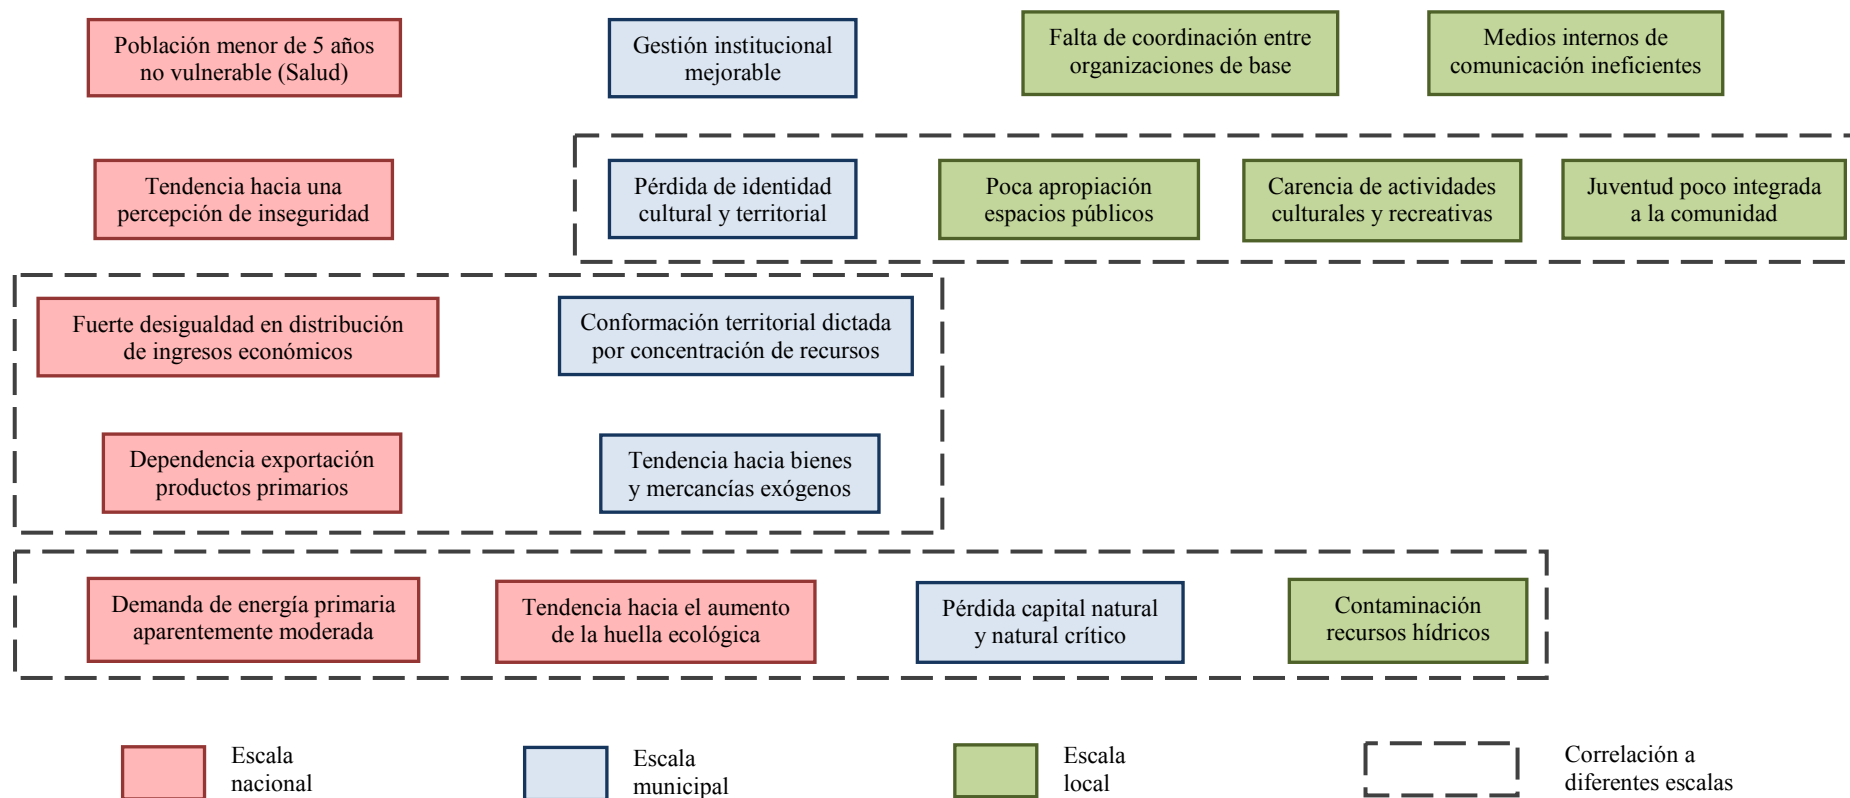 Población menor de 5 años
no vulnerable (Salud)
Gestión institucional
mejorable
Falta de coordinación entre
organizaciones de base
Medios internos de
comunicación ineficientes
Tendencia hacia una
percepción de inseguridad
Pérdida de identidad
cultural y territorial
Poca apropiación
espacios públicos
Carencia de actividades
culturales y recreativas
Juventud poco integrada
a la comunidad
Fuerte desigualdad en distribución
de ingresos económicos
Conformación territorial dictada
por concentración de recursos
Dependencia exportación
productos primarios
Tendencia hacia bienes
y mercancías exógenos
Demanda de energía primaria
aparentemente moderada
Tendencia hacia el aumento
de la huella ecológica
Pérdida capital natural
y natural crítico
Contaminación
recursos hídricos
Escala
nacional
Escala
municipal
Escala
local
Correlación a
diferentes escalas